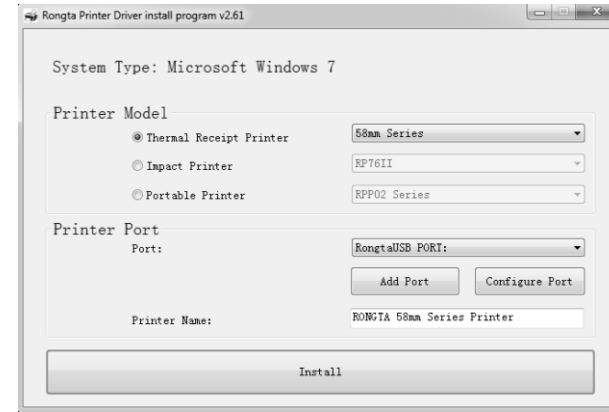 Rongta Printer Driver install program v2.61
System Type: Microsoft Windows 7
Printer Model
Thermal Receipt Printer 58mm Series
Impact Printer RP76II
Portable Printer RPP02 Series
Printer Port
Port: RongtaUSB PORT:
Add Port Configure Port
Printer Name: RONGTA 58mm Series Printer
Install